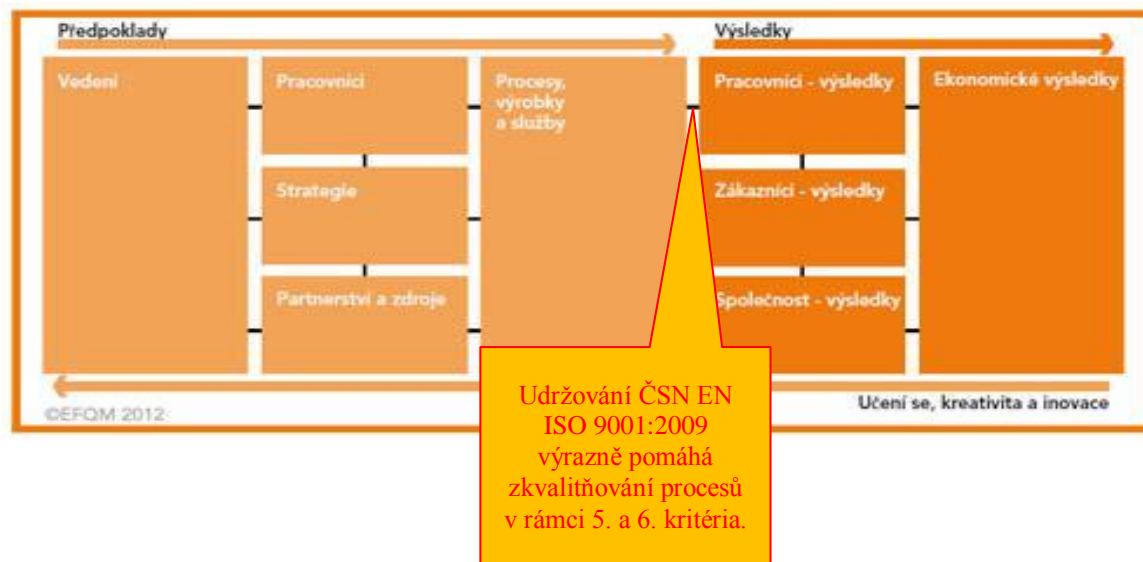 Předpoklady
Výsledky
Vedení
Pracovníci
Procesy,
výrobky
a služby
Pracovníci - výsledky
Ekonomické výsledky
Strategie
Zákazníci - výsledky
Partnerství a zdroje
Společnost - výsledky
Učení se, kreativita a inovace
©EFQM 2012
Udržování ČSN EN
ISO 9001:2009
výrazně pomáhá
zkvalitňování procesů
v rámci 5. a 6. kritéria.